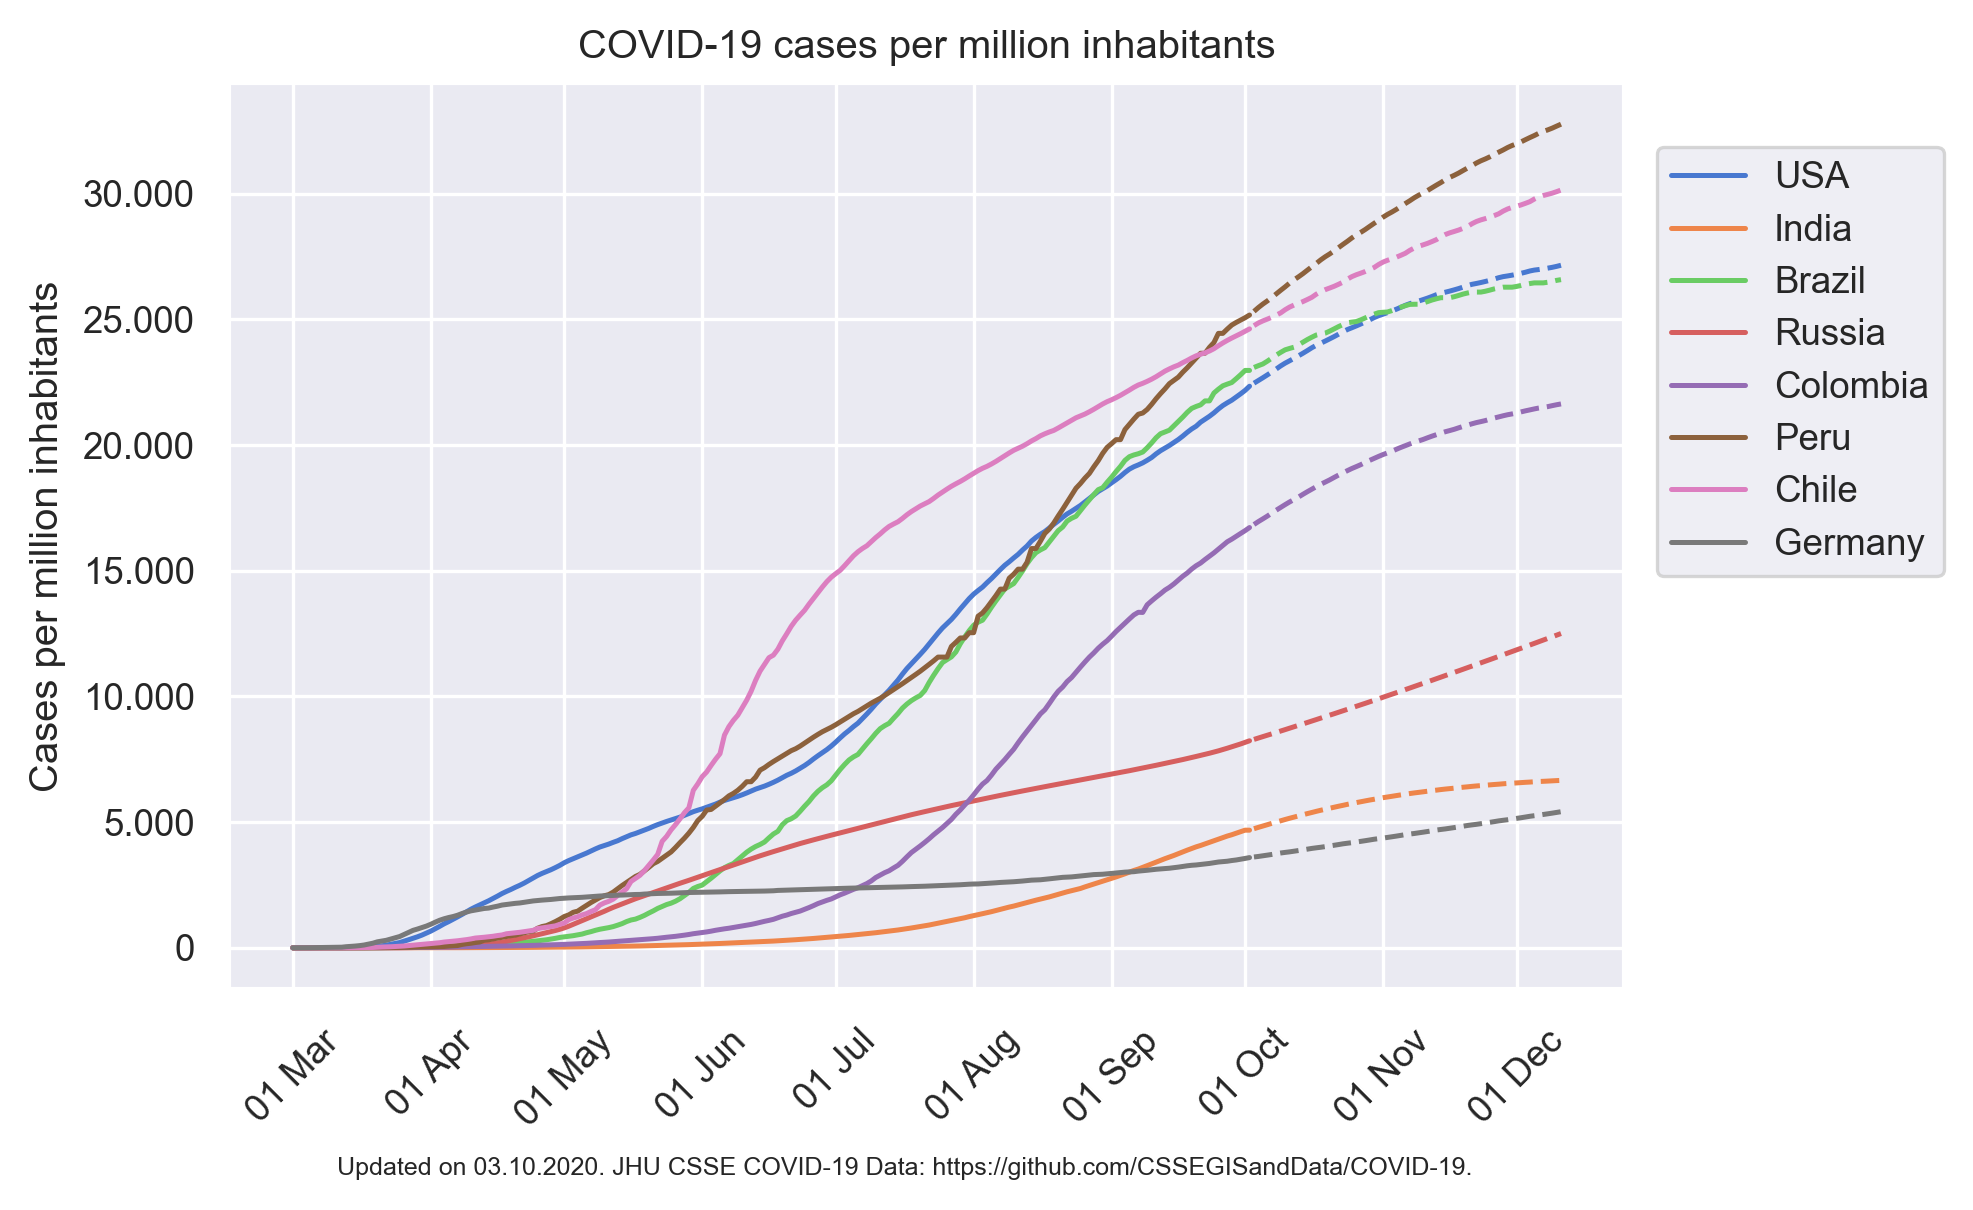 COVID-19 cases per million inhabitants
Cases per million inhabitants
30.000
25.000
20.000
15.000
10.000
5.000
0
01 Mar
01 Apr
01 May
01 Jun
01 Jul
01 Aug
01 Sep
01 Oct
01 Nov
01 Dec
USA
India
Brazil
Russia
Colombia
Peru
Chile
Germany
Updated on 03.10.2020. JHU CSSE COVID-19 Data: https://github.com/CSSEGISandData/COVID-19.